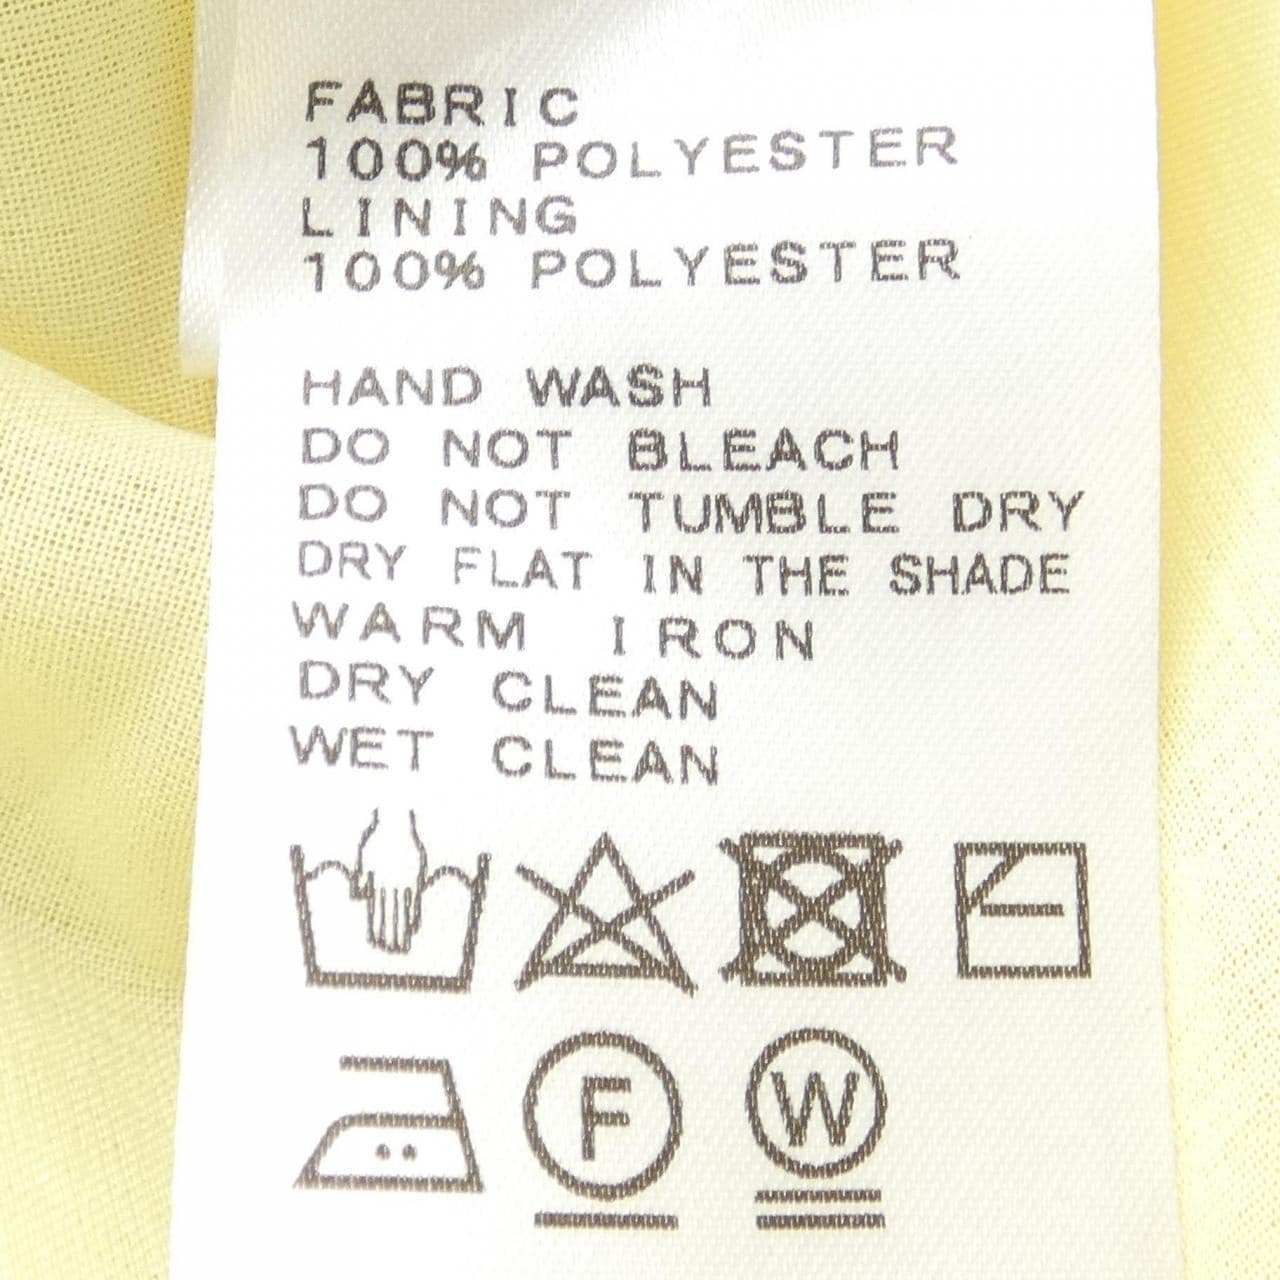 FABRIC
100% POLYESTER
LINING
100% POLYESTER
HAND WASH
DO NOT BLEACH
DO NOT TUMBLE DRY
DRY FLAT IN THE SHADE
WARM IRON
DRY CLEAN
WET CLEAN
F W